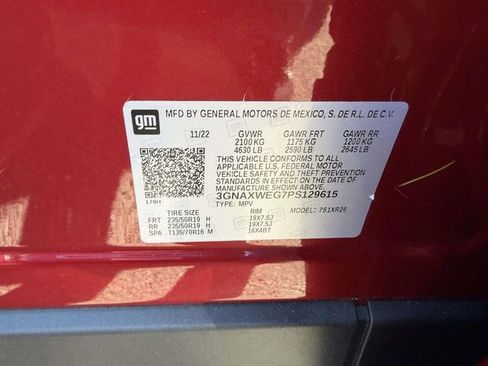 gm MFD BY GENERAL MOTORS DE MEXICO, S. DE R.L. DE C.V.
11/22 GVWR GAWR FRT GAWR RR
2100 KG 1175 KG 1200 KG
4630 LB 2590 LB 2645 LB
THIS VEHICLE CONFORMS TO ALL
APPLICABLE U.S. FEDERAL MOTOR
VEHICLE SAFETY AND THEFT PREVENTION
STANDARDS IN EFFECT ON THE DATE OF
MANUFACTURE SHOWN ABOVE.
179H 3GNAXWEG7PS129615
TYPE: MPV MODEL: 751XR26
TIRE SIZE RIM
FRT 235/50R19 H 19X7.5J
RR 235/50R19 H 19X7.5J
SPA T135/70R16 M 16X4BT